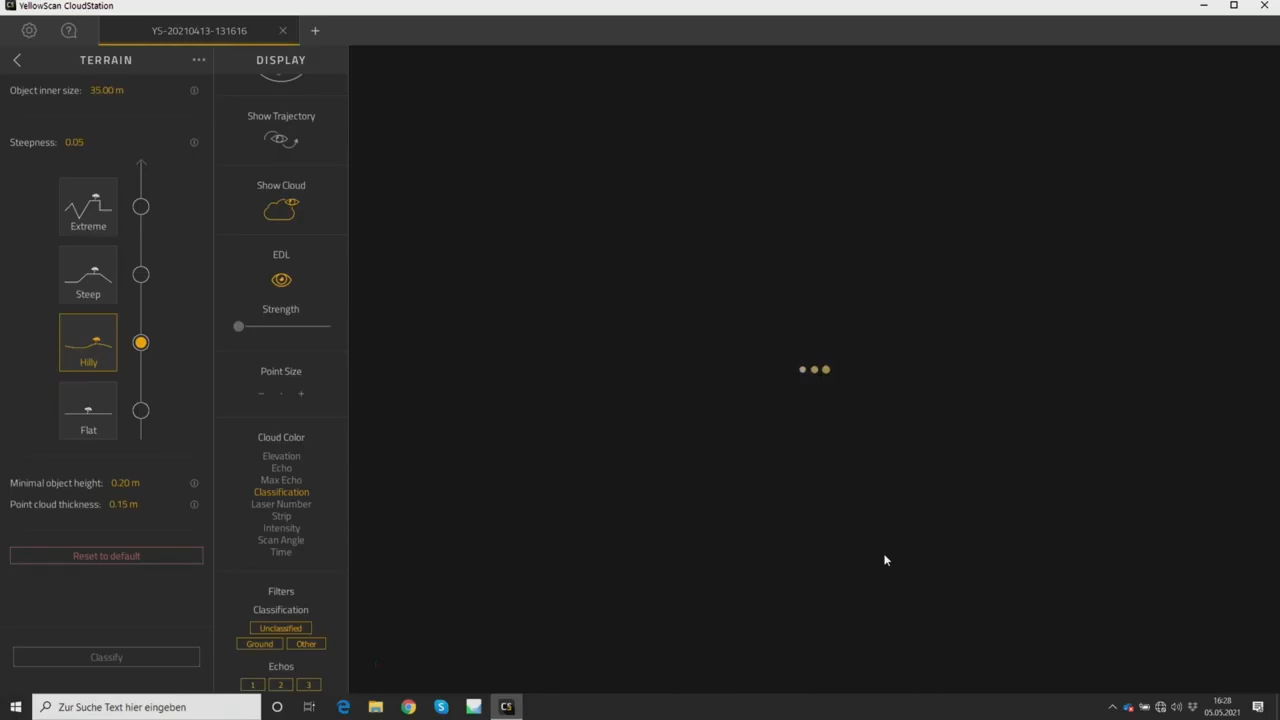 YellowScan CloudStation
YS-20210413-131616
TERRAIN
Object inner size: 35.00 m
Steepness: 0.05
Extreme
Steep
Hilly
Flat
Minimal object height: 0.20 m
Point cloud thickness: 0.15 m
Reset to default
Classify
DISPLAY
Show Trajectory
Show Cloud
EDL
Strength
Point Size
Cloud Color
Elevation
Echo
Max Echo
Classification
Laser Number
Strip
Intensity
Scan Angle
Time
Filters
Classification
Unclassified
Ground Other
Echos
1 2 3
Zur Suche Text hier eingeben
CS
16:28
05.05.2021